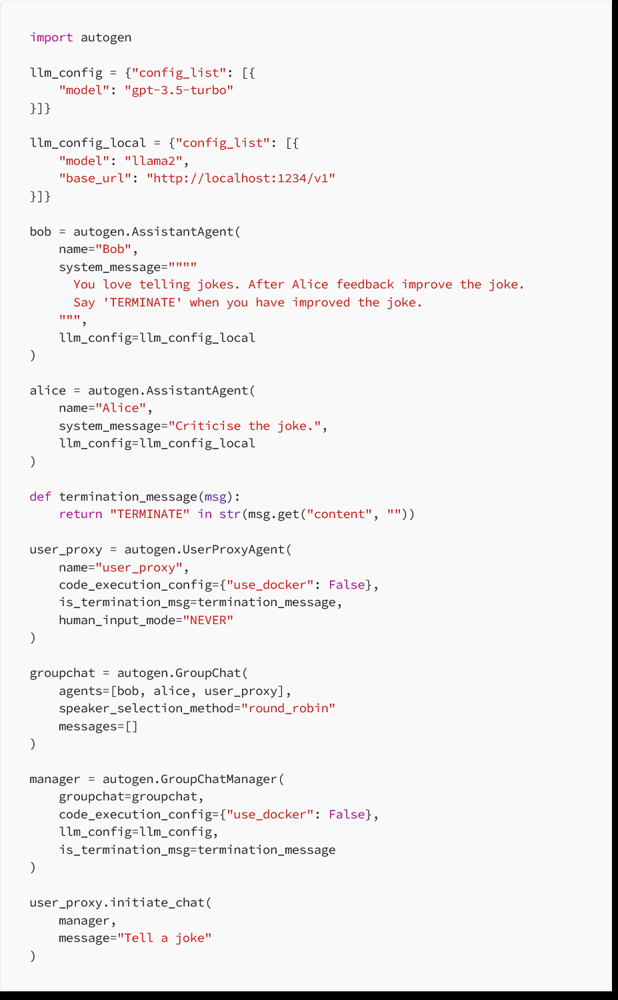 import autogen

llm_config = {"config_list": [{
    "model": "gpt-3.5-turbo"
}]}

llm_config_local = {"config_list": [{
    "model": "llama2",
    "base_url": "http://localhost:1234/v1"
}]}

bob = autogen.AssistantAgent(
    name="Bob",
    system_message=""""
      You love telling jokes. After Alice feedback improve the joke.
      Say 'TERMINATE' when you have improved the joke.
    """,
    llm_config=llm_config_local
)

alice = autogen.AssistantAgent(
    name="Alice",
    system_message="Criticise the joke.",
    llm_config=llm_config_local
)

def termination_message(msg):
    return "TERMINATE" in str(msg.get("content", ""))

user_proxy = autogen.UserProxyAgent(
    name="user_proxy",
    code_execution_config={"use_docker": False},
    is_termination_msg=termination_message,
    human_input_mode="NEVER"
)

groupchat = autogen.GroupChat(
    agents=[bob, alice, user_proxy],
    speaker_selection_method="round_robin"
    messages=[]
)

manager = autogen.GroupChatManager(
    groupchat=groupchat,
    code_execution_config={"use_docker": False},
    llm_config=llm_config,
    is_termination_msg=termination_message
)

user_proxy.initiate_chat(
    manager,
    message="Tell a joke"
)